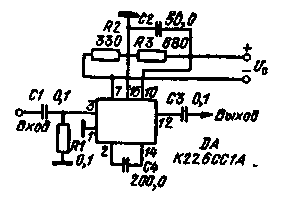 C2 50,0
R2 R3 680
330
+
U₀
−
7 15 10
C1 0,1
3
C3 0,1
12
Вход
Выход
1
R1
0,1
2
14
C4
200,0
DA
К226СС1А